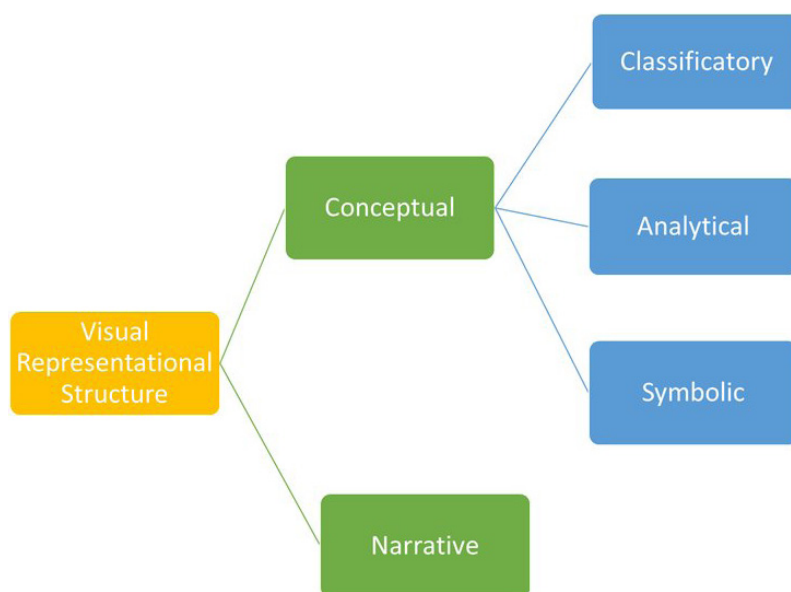 Classificatory
Conceptual
Analytical
Visual
Representational
Structure
Symbolic
Narrative